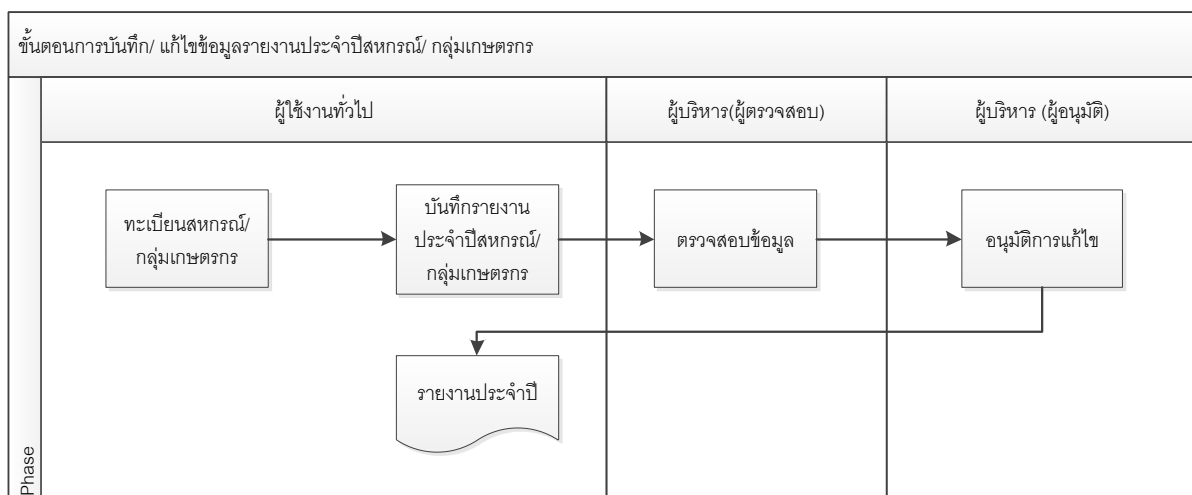 ขั้นตอนการบันทึก/ แก้ไขข้อมูลรายงานประจำปีสหกรณ์/ กลุ่มเกษตรกร
ผู้ใช้งานทั่วไป
ผู้บริหาร(ผู้ตรวจสอบ)
ผู้บริหาร (ผู้อนุมัติ)
ทะเบียนสหกรณ์/
กลุ่มเกษตรกร
บันทึกรายงาน
ประจำปีสหกรณ์/
กลุ่มเกษตรกร
ตรวจสอบข้อมูล
อนุมัติการแก้ไข
รายงานประจำปี
Phase